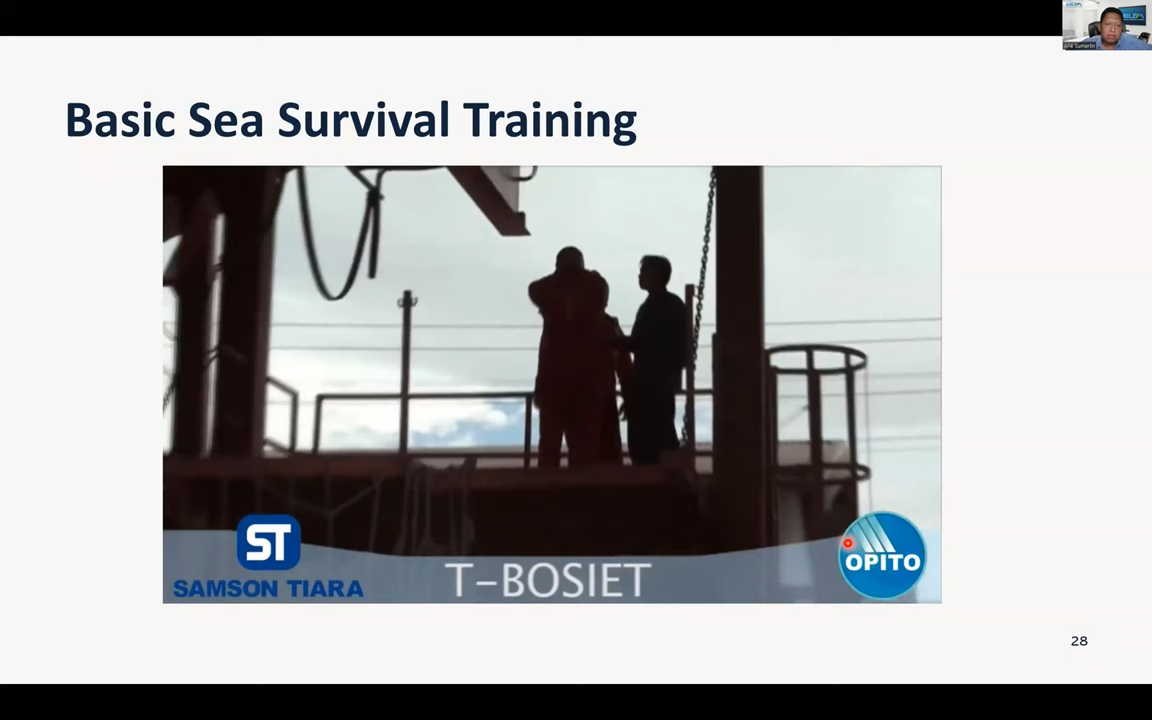 Basic Sea Survival Training
ST
SAMSON TIARA
T-BOSIET
OPITO
28